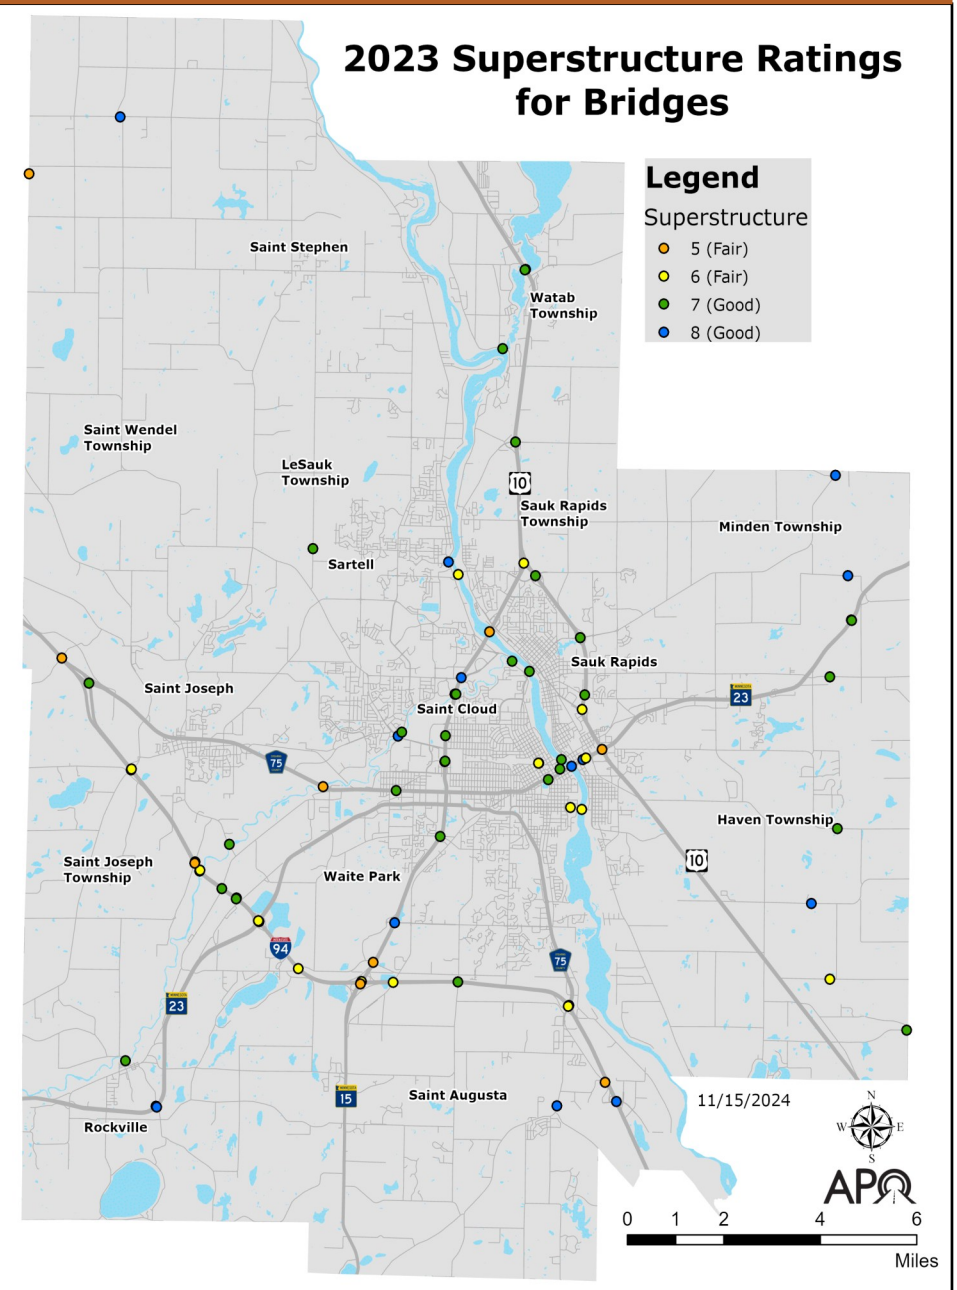 2023 Superstructure Ratings
for Bridges
Legend
Superstructure
5 (Fair)
6 (Fair)
7 (Good)
8 (Good)
Saint Stephen
Watab
Township
Saint Wendel
Township
LeSauk
Township
10
Sauk Rapids
Township
Minden Township
Sartell
Sauk Rapids
Saint Joseph
23
Saint Cloud
75
Haven Township
10
Saint Joseph
Township
Waite Park
94
75
23
15
Saint Augusta
11/15/2024
Rockville
N
W
E
S
APO
0 1 2 4 6
Miles